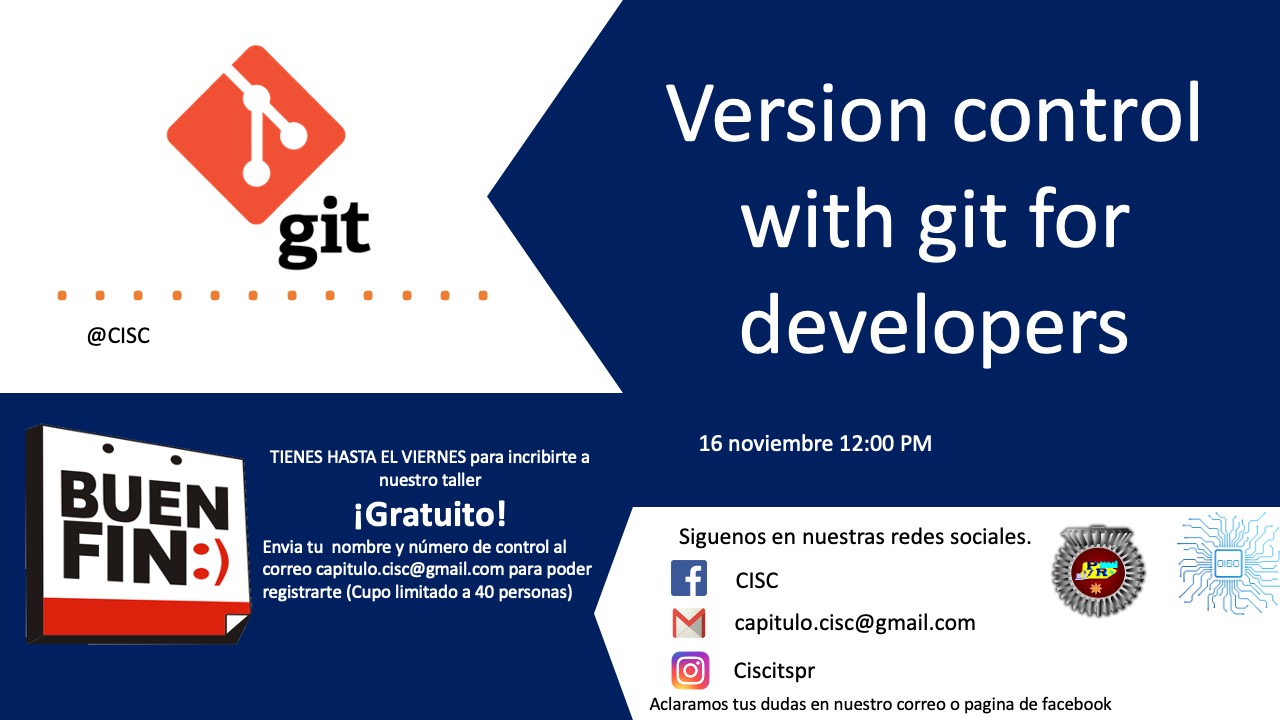 git
@CISC
Version control
with git for
developers
16 noviembre 12:00 PM
BUEN
FIN:)
TIENES HASTA EL VIERNES para incribirte a
nuestro taller
¡Gratuito!
Envia tu  nombre y número de control al
correo capitulo.cisc@gmail.com para poder
registrarte (Cupo limitado a 40 personas)
Siguenos en nuestras redes sociales.
CISC
capitulo.cisc@gmail.com
Ciscitspr
Aclaramos tus dudas en nuestro correo o pagina de facebook
CISC